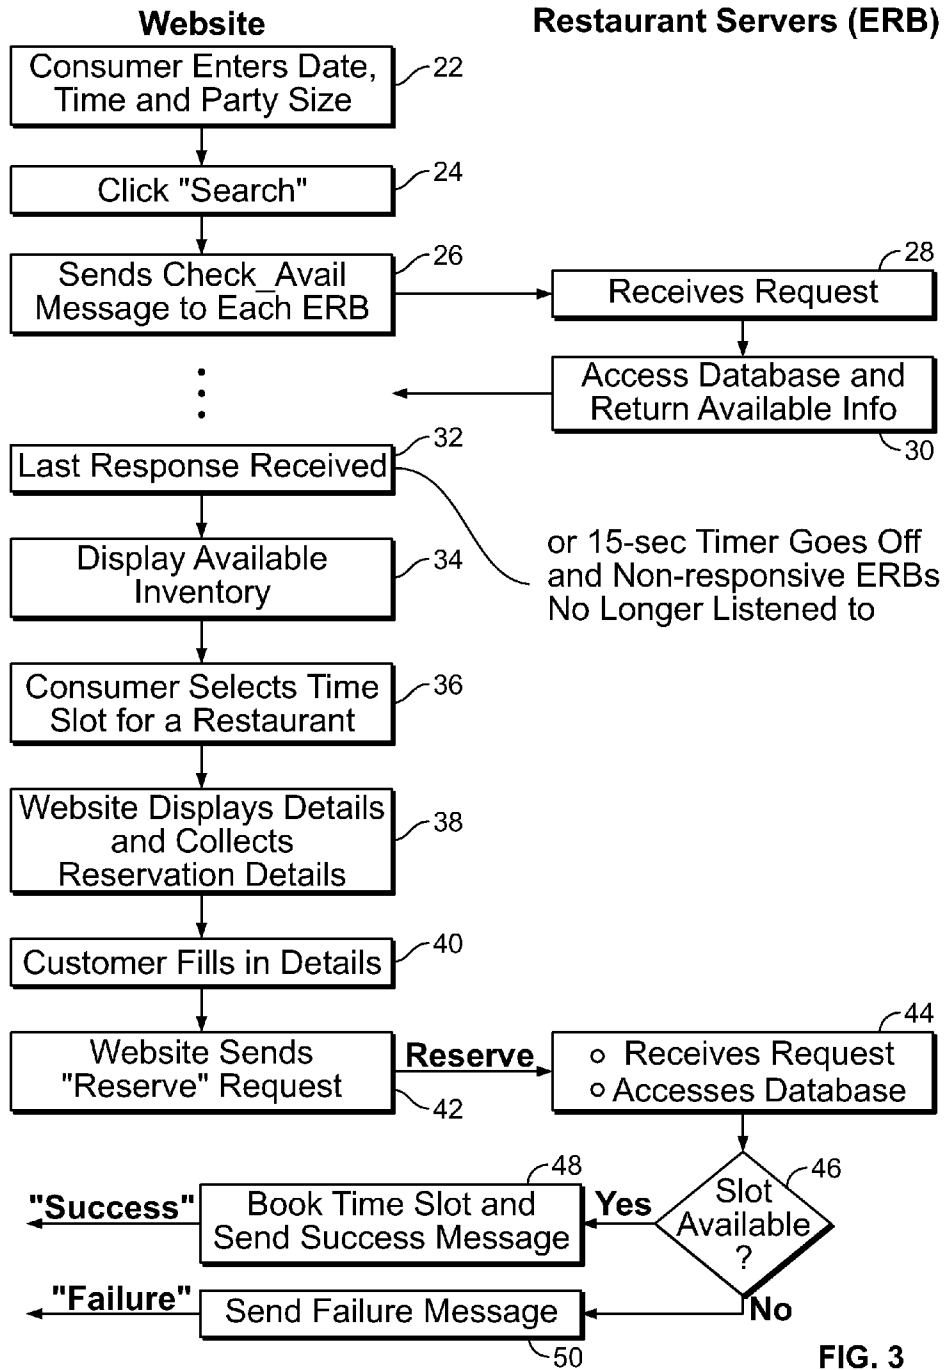 Website
Restaurant Servers (ERB)
Consumer Enters Date,
Time and Party Size
22
Click "Search"
24
Sends Check_Avail
Message to Each ERB
26
Receives Request
28
Access Database and
Return Available Info
30
Last Response Received
32
or 15-sec Timer Goes Off
and Non-responsive ERBs
No Longer Listened to
Display Available
Inventory
34
Consumer Selects Time
Slot for a Restaurant
36
Website Displays Details
and Collects
Reservation Details
38
Customer Fills in Details
40
Website Sends
"Reserve" Request
42
Reserve
44
Receives Request
Accesses Database
46
Slot
Available
?
Yes
48
Book Time Slot and
Send Success Message
"Success"
No
Send Failure Message
50
"Failure"
FIG. 3